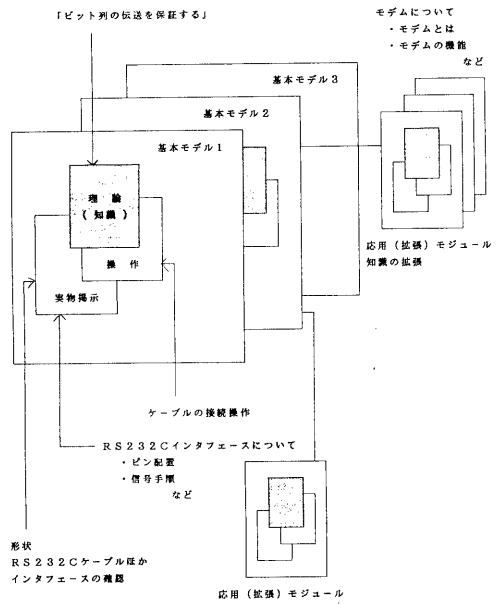 「ビット列の伝送を保証する」
モデムについて
・モデムとは
・モデムの機能
など
基本モデル３
基本モデル２
基本モデル１
理　論
（知識）
操　作
実物掲示
応用（拡張）モジュール
知識の拡張
ケーブルの接続操作
ＲＳ２３２Ｃインタフェースについて
・ピン配置
・信号手順
など
形状
ＲＳ２３２Ｃケーブルほか
インタフェースの確認
応用（拡張）モジュール